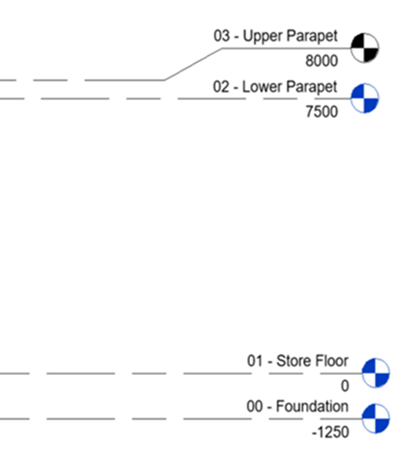 03 - Upper Parapet
8000
02 - Lower Parapet
7500
01 - Store Floor
0
00 - Foundation
-1250